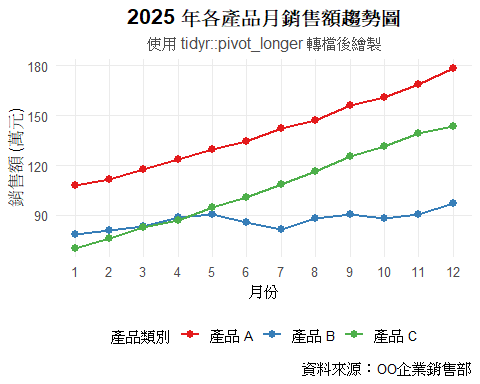 2025 年各產品月銷售額趨勢圖
使用 tidyr::pivot_longer 轉檔後繪製
銷售額 (萬元)
180
150
120
90
1 2 3 4 5 6 7 8 9 10 11 12
月份
產品類別 產品 A 產品 B 產品 C
資料來源：OO企業銷售部